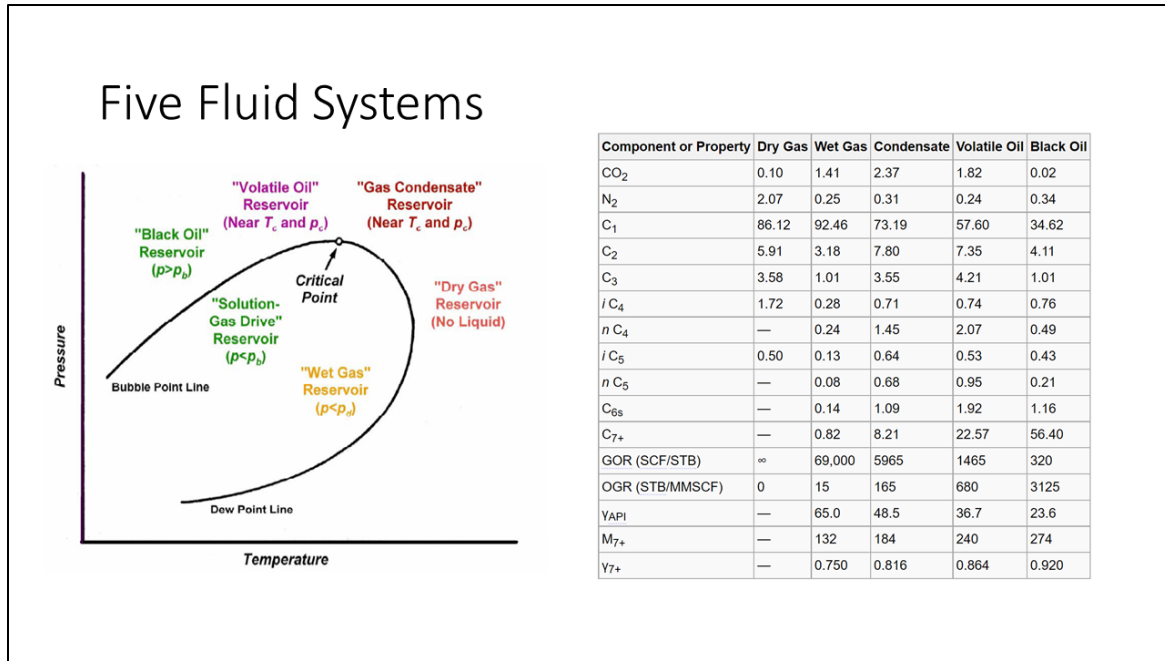 Five Fluid Systems
"Volatile Oil"
Reservoir
(Near Tc and pc)
"Gas Condensate"
Reservoir
(Near Tc and pc)
"Black Oil"
Reservoir
(p>pb)
Critical
Point
"Solution-
Gas Drive"
Reservoir
(p<pb)
"Dry Gas"
Reservoir
(No Liquid)
"Wet Gas"
Reservoir
(p<pd)
Bubble Point Line
Dew Point Line
Pressure
Temperature
Component or Property Dry Gas Wet Gas Condensate Volatile Oil Black Oil
CO2 0.10 1.41 2.37 1.82 0.02
N2 2.07 0.25 0.31 0.24 0.34
C1 86.12 92.46 73.19 57.60 34.62
C2 5.91 3.18 7.80 7.35 4.11
C3 3.58 1.01 3.55 4.21 1.01
i C4 1.72 0.28 0.71 0.74 0.76
n C4 — 0.24 1.45 2.07 0.49
i C5 0.50 0.13 0.64 0.53 0.43
n C5 — 0.08 0.68 0.95 0.21
C6s — 0.14 1.09 1.92 1.16
C7+ — 0.82 8.21 22.57 56.40
GOR (SCF/STB) ∞ 69,000 5965 1465 320
OGR (STB/MMSCF) 0 15 165 680 3125
γAPI — 65.0 48.5 36.7 23.6
M7+ — 132 184 240 274
γ7+ — 0.750 0.816 0.864 0.920